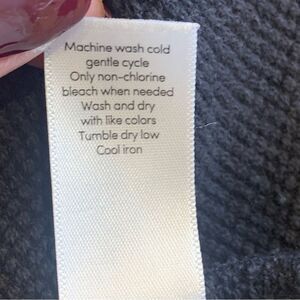 Machine wash cold
gentle cycle
Only non-chlorine
bleach when needed
Wash and dry
with like colors
Tumble dry low
Cool iron